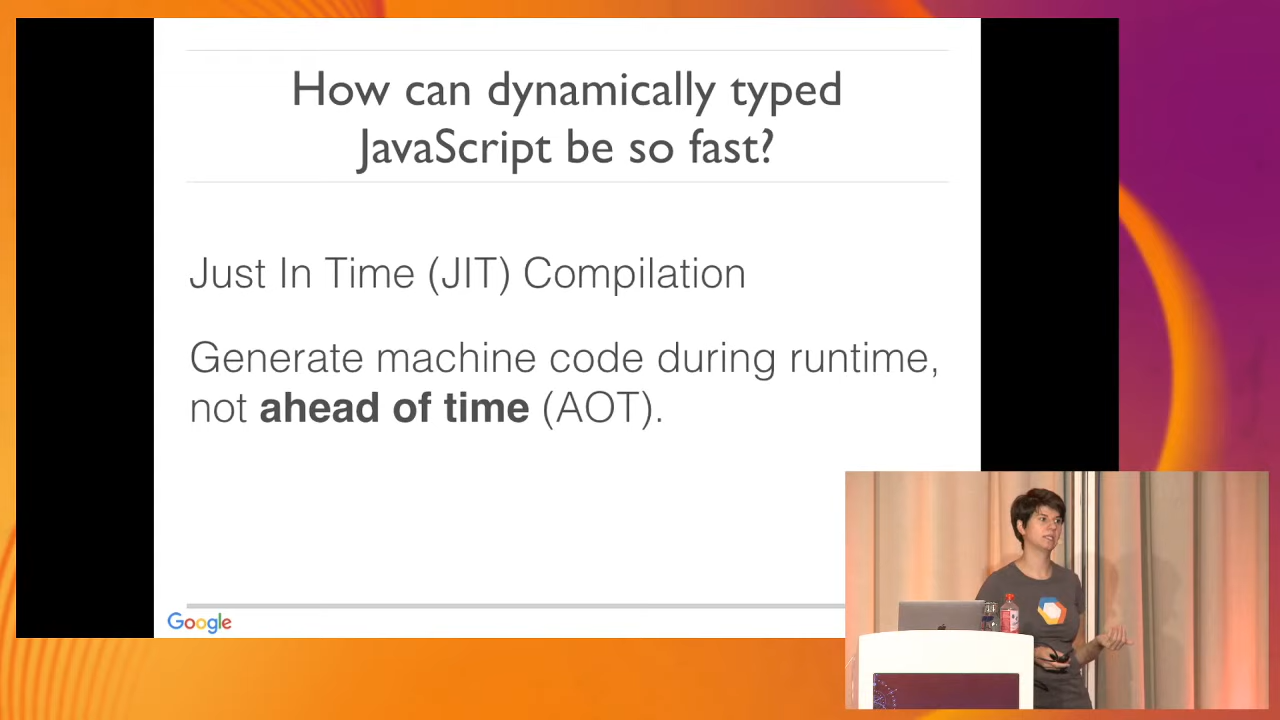 How can dynamically typed
JavaScript be so fast?
Just In Time (JIT) Compilation
Generate machine code during runtime,
not ahead of time (AOT).
Google